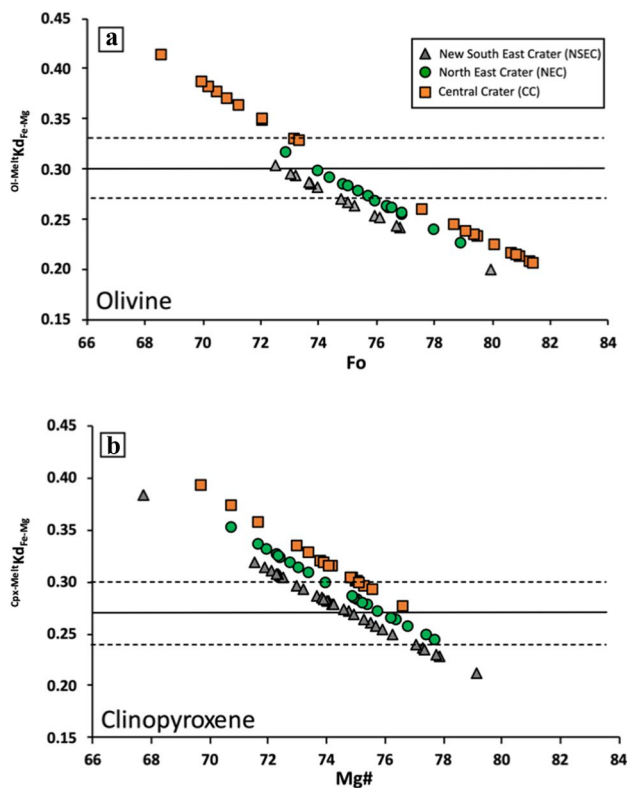 a
New South East Crater (NSEC)
North East Crater (NEC)
Central Crater (CC)
0.45
0.40
0.35
0.30
0.25
0.20
0.15
Ol-MeltKdFe-Mg
Olivine
66 68 70 72 74 76 78 80 82 84
Fo
b
0.45
0.40
0.35
0.30
0.25
0.20
0.15
Cpx-MeltKdFe-Mg
Clinopyroxene
66 68 70 72 74 76 78 80 82 84
Mg#